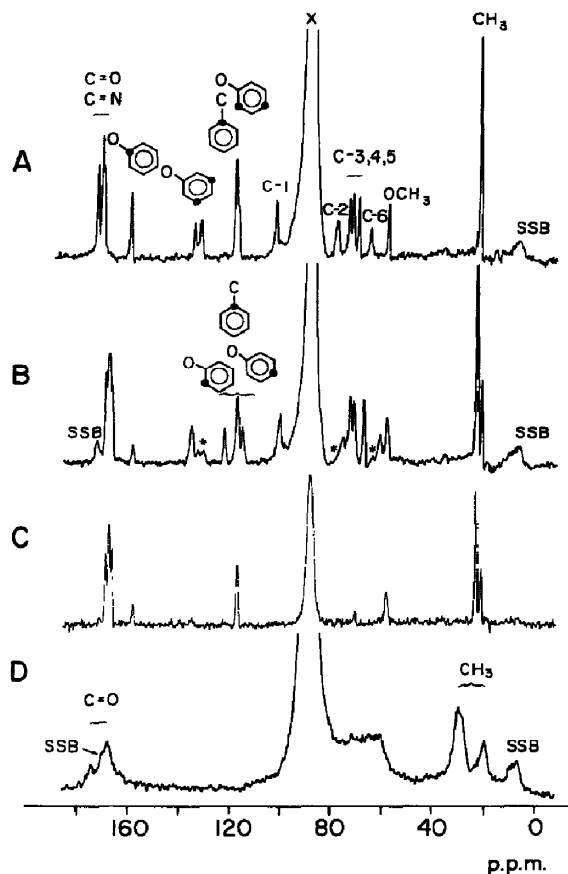 X
CH3
O
C
C=O
C=N
O
O
C-3,4,5
A
C-1
C-2
C-6
OCH3
SSB
C
O
O
B
SSB
*
*
*
SSB
C
D
C=O
CH3
SSB
SSB
160
120
80
40
0
p.p.m.